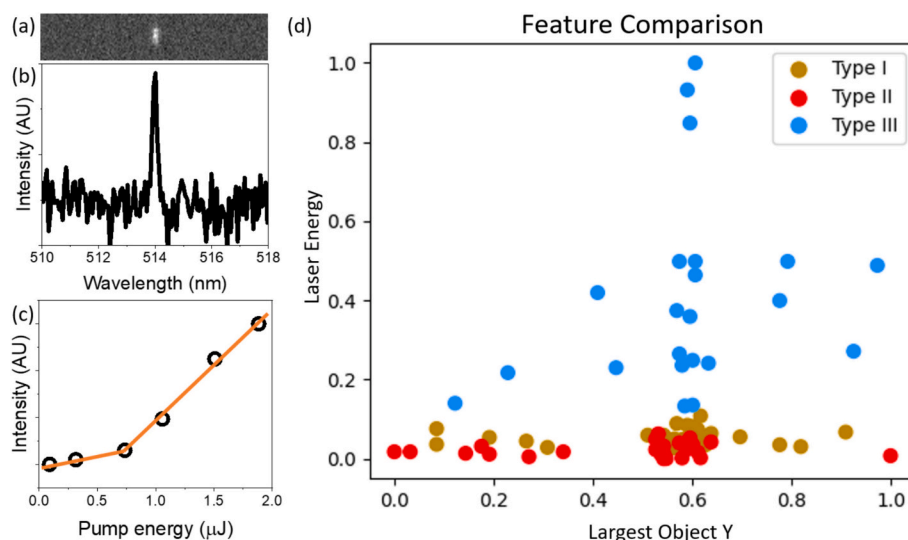 (a)
(b)
Intensity (AU)
510 512 514 516 518
Wavelength (nm)
(c)
Intensity (AU)
0.0 0.5 1.0 1.5 2.0
Pump energy (μJ)
(d)
Feature Comparison
Type I
Type II
Type III
Laser Energy
1.0
0.8
0.6
0.4
0.2
0.0
0.0 0.2 0.4 0.6 0.8 1.0
Largest Object Y